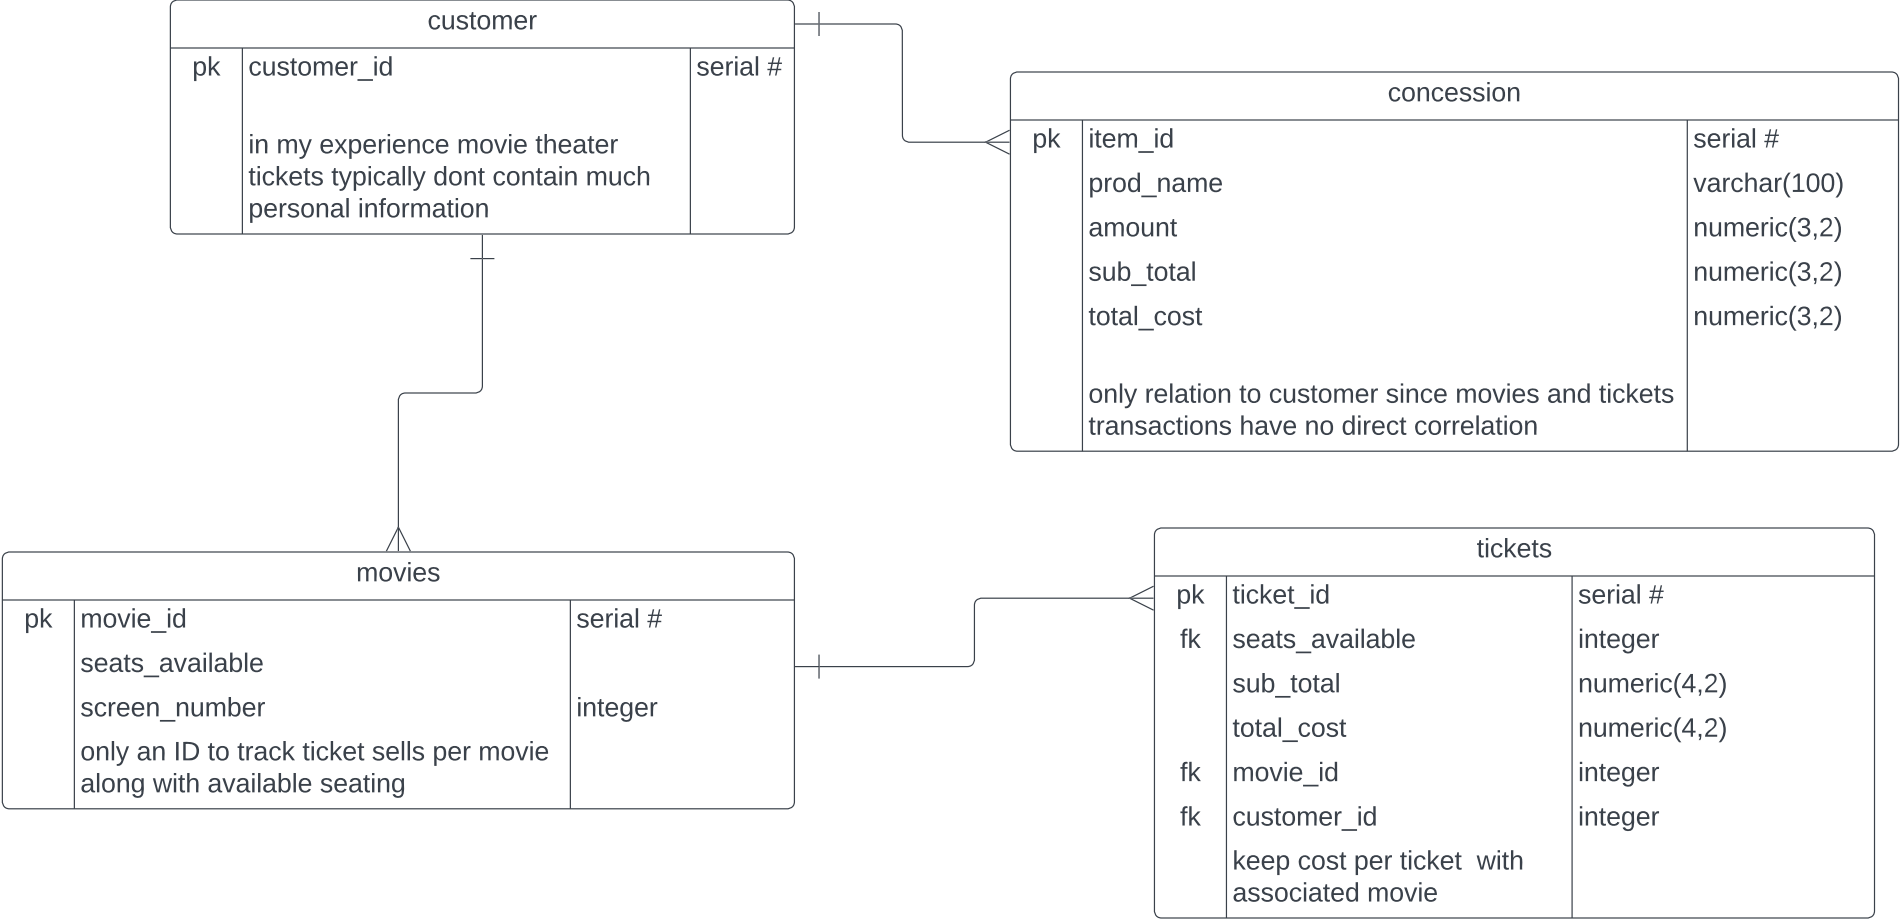 customer
pk customer_id serial #
in my experience movie theater
tickets typically dont contain much
personal information
concession
pk item_id serial #
prod_name varchar(100)
amount numeric(3,2)
sub_total numeric(3,2)
total_cost numeric(3,2)
only relation to customer since movies and tickets
transactions have no direct correlation
movies
pk movie_id serial #
seats_available
screen_number integer
only an ID to track ticket sells per movie
along with available seating
tickets
pk ticket_id serial #
fk seats_available integer
sub_total numeric(4,2)
total_cost numeric(4,2)
fk movie_id integer
fk customer_id integer
keep cost per ticket  with
associated movie